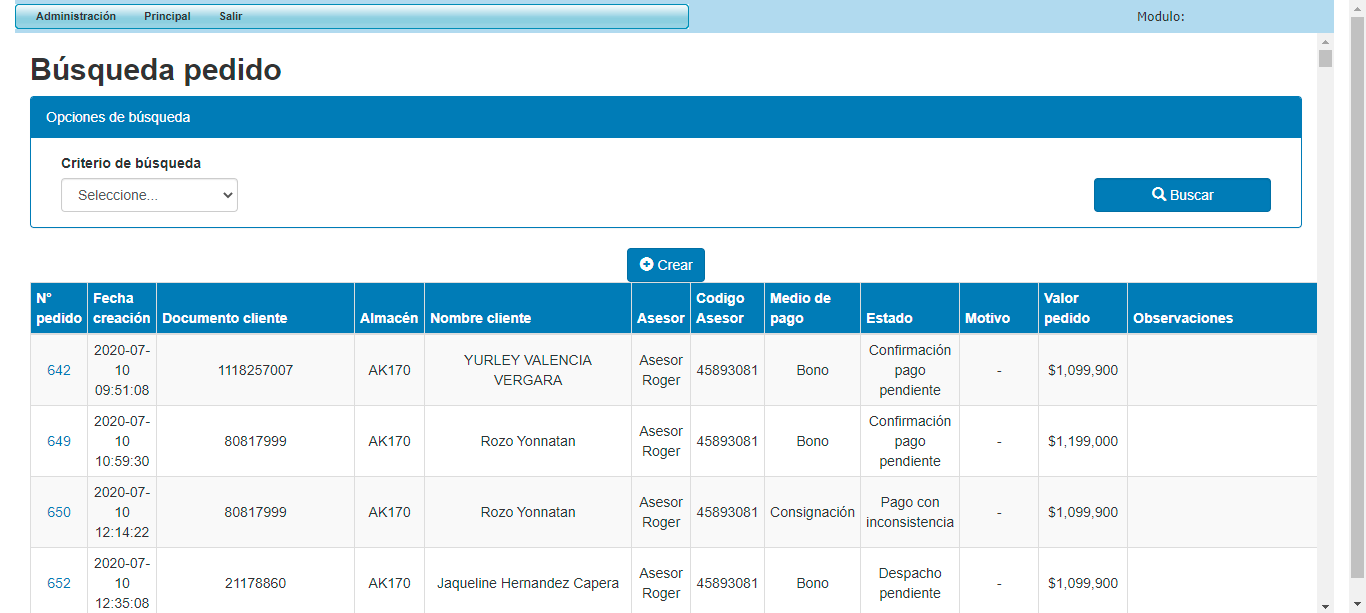 Administración Principal Salir Modulo:
Búsqueda pedido
Opciones de búsqueda
Criterio de búsqueda
Seleccione... Buscar
Crear
N° Fecha Codigo Medio de Valor
pedido creación Documento cliente Almacén Nombre cliente Asesor Asesor pago Estado Motivo pedido Observaciones
2020-07- Confirmación
YURLEY VALENCIA Asesor
642 10 1118257007 AK170 45893081 Bono pago - $1,099,900
VERGARA Roger
09:51:08 pendiente
2020-07- Confirmación
Asesor
649 10 80817999 AK170 Rozo Yonnatan 45893081 Bono pago - $1,199,000
Roger
10:59:30 pendiente
2020-07-
Asesor Pago con
650 10 80817999 AK170 Rozo Yonnatan 45893081 Consignación - $1,099,900
Roger inconsistencia
12:14:22
2020-07-
Asesor Despacho
652 10 21178860 AK170 Jaqueline Hernandez Capera 45893081 Bono - $1,099,900
Roger pendiente
12:35:08